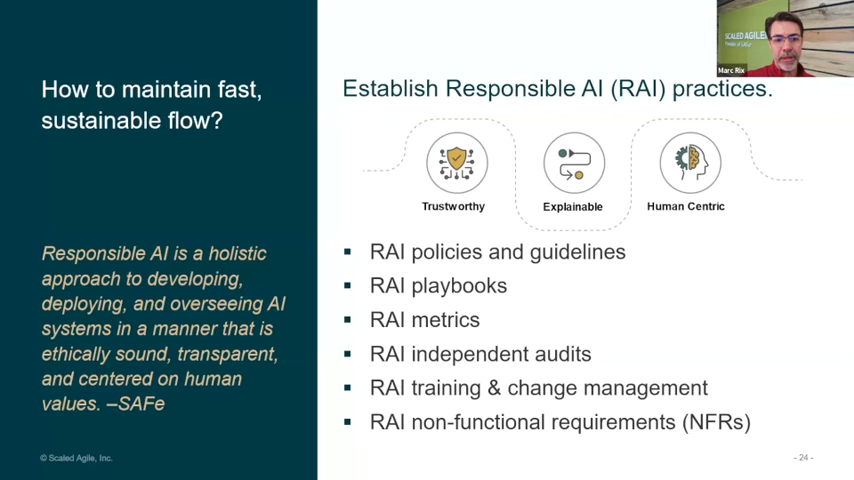 SCALED AGILE
Marc Rix
How to maintain fast,
sustainable flow?
Establish Responsible AI (RAI) practices.
Trustworthy
Explainable
Human Centric
Responsible AI is a holistic
approach to developing,
deploying, and overseeing AI
systems in a manner that is
ethically sound, transparent,
and centered on human
values. –SAFe
▪ RAI policies and guidelines
▪ RAI playbooks
▪ RAI metrics
▪ RAI independent audits
▪ RAI training & change management
▪ RAI non-functional requirements (NFRs)
© Scaled Agile, Inc.
- 24 -